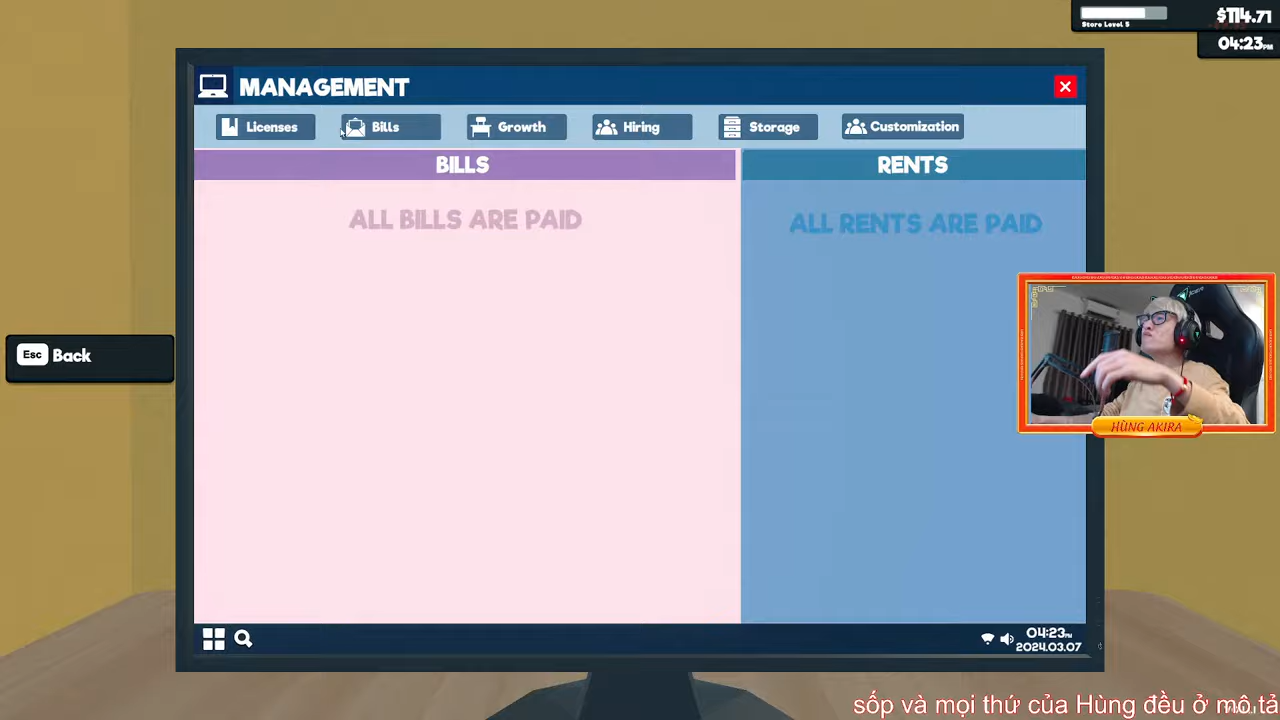 $114.71
Store Level 5
04:23PM
MANAGEMENT
Licenses
Bills
Growth
Hiring
Storage
Customization
BILLS
RENTS
ALL BILLS ARE PAID
ALL RENTS ARE PAID
Esc Back
HÙNG AKIRA
04:23PM
2024.03.07
sốp và mọi thứ của Hùng đều ở mô tả